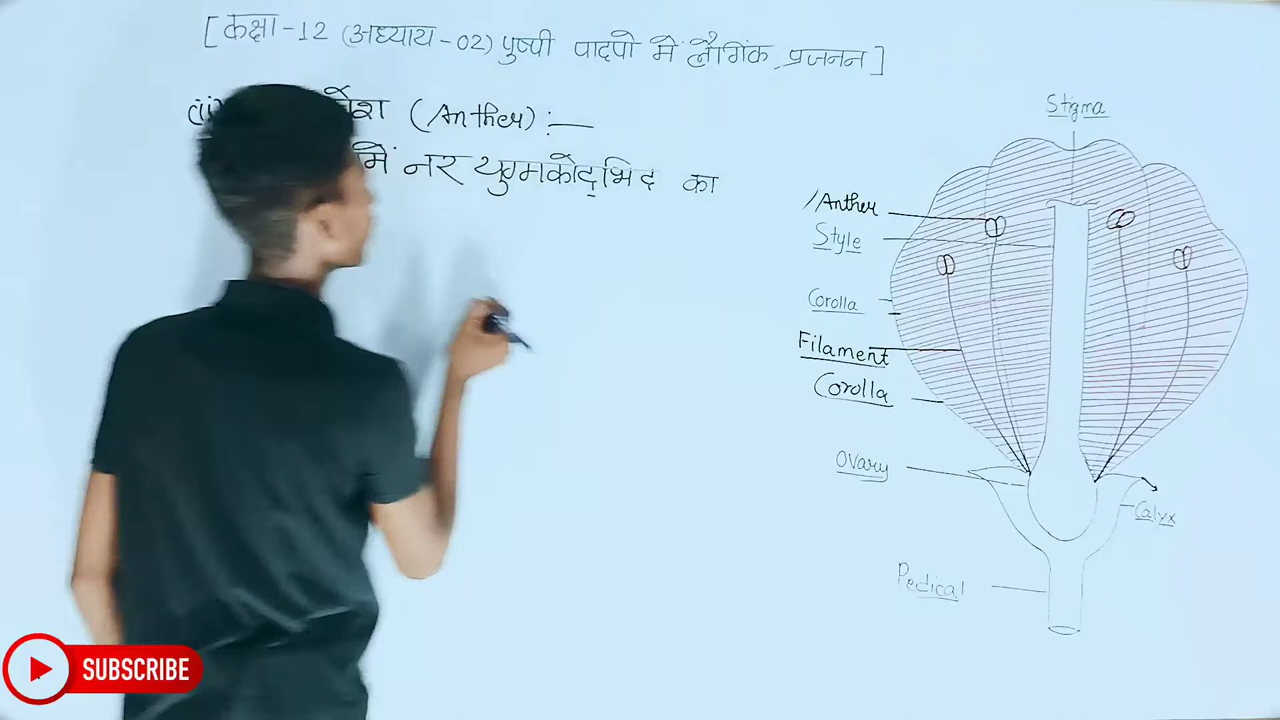 [कक्षा-12 (अध्याय-02) पुष्पी पादपो में लैगिंक प्रजनन]
(Anther) :—
में नर युग्मकोद्भिद का
Stigma
Anther
Style
Corolla
Filament
Corolla
Ovary
Calyx
Pedical
SUBSCRIBE